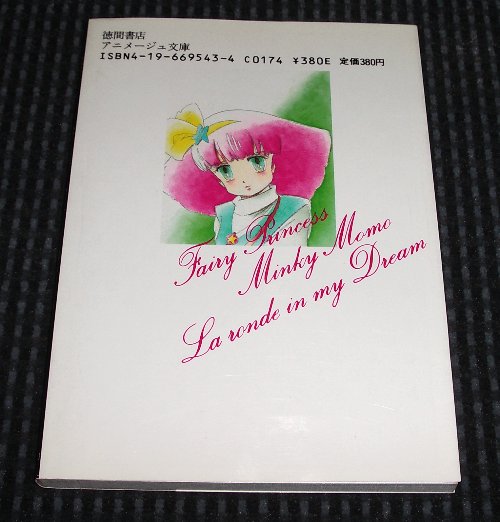 徳間書店
アニメージュ文庫
ISBN4-19-669543-4 C0174 ¥380E 定価380円
Fairy Princess
Minky Momo
La ronde in my Dream